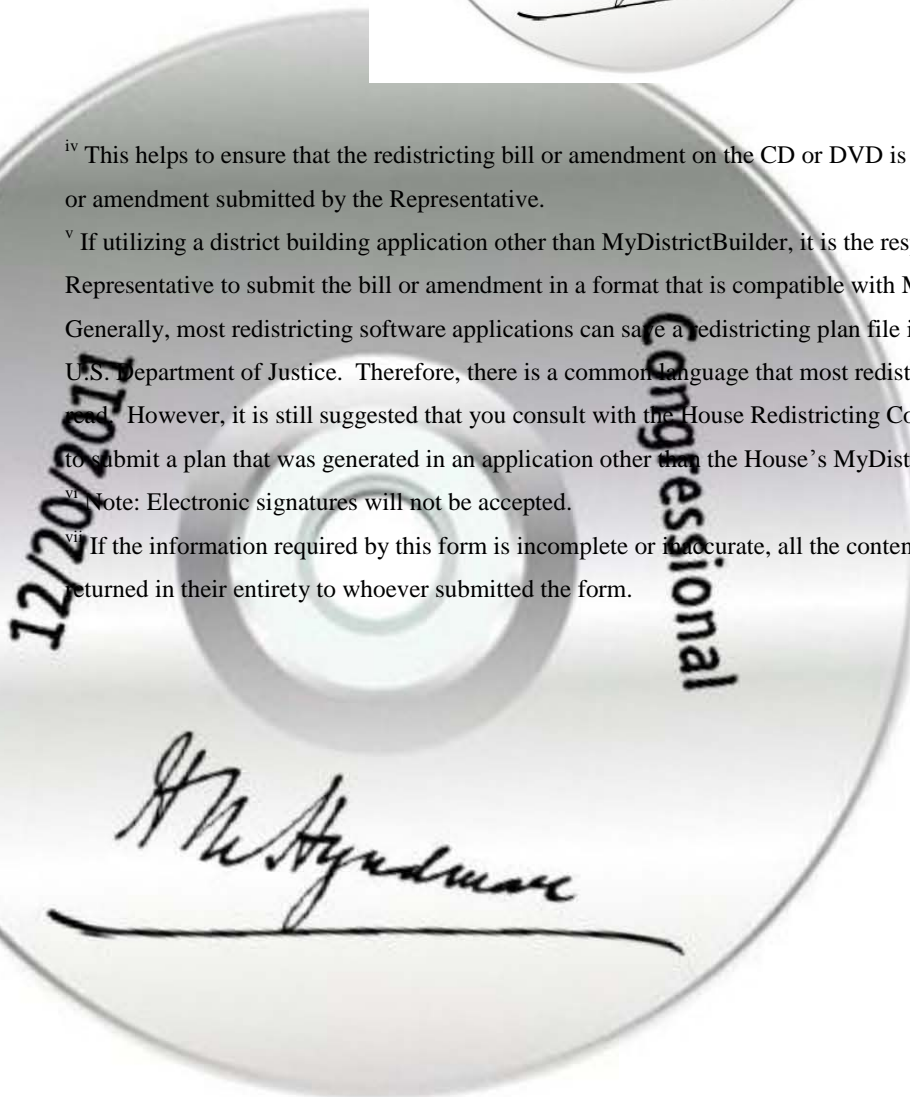 iv This helps to ensure that the redistricting bill or amendment on the CD or DVD is
or amendment submitted by the Representative.
v If utilizing a district building application other than MyDistrictBuilder, it is the res
Representative to submit the bill or amendment in a format that is compatible with M
Generally, most redistricting software applications can save a redistricting plan file i
U.S. Department of Justice. Therefore, there is a common language that most redist
read. However, it is still suggested that you consult with the House Redistricting Co
to submit a plan that was generated in an application other than the House's MyDist
vi Note: Electronic signatures will not be accepted.
vii If the information required by this form is incomplete or inaccurate, all the conten
returned in their entirety to whoever submitted the form.
12/20/2011
Congressional
H M Hyndman